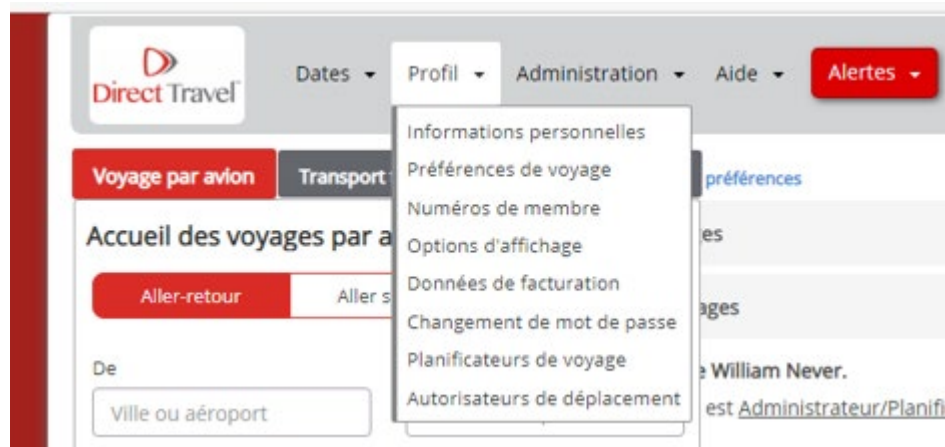 Direct Travel
Dates
Profil
Administration
Aide
Alertes
Informations personnelles
Préférences de voyage
Numéros de membre
Options d'affichage
Données de facturation
Changement de mot de passe
Planificateurs de voyage
Autorisateurs de déplacement
Voyage par avion
Transport
préférences
Accueil des voyages par a
es
Aller-retour
Aller s
ages
De
William Never.
Ville ou aéroport
est Administrateur/Planifi